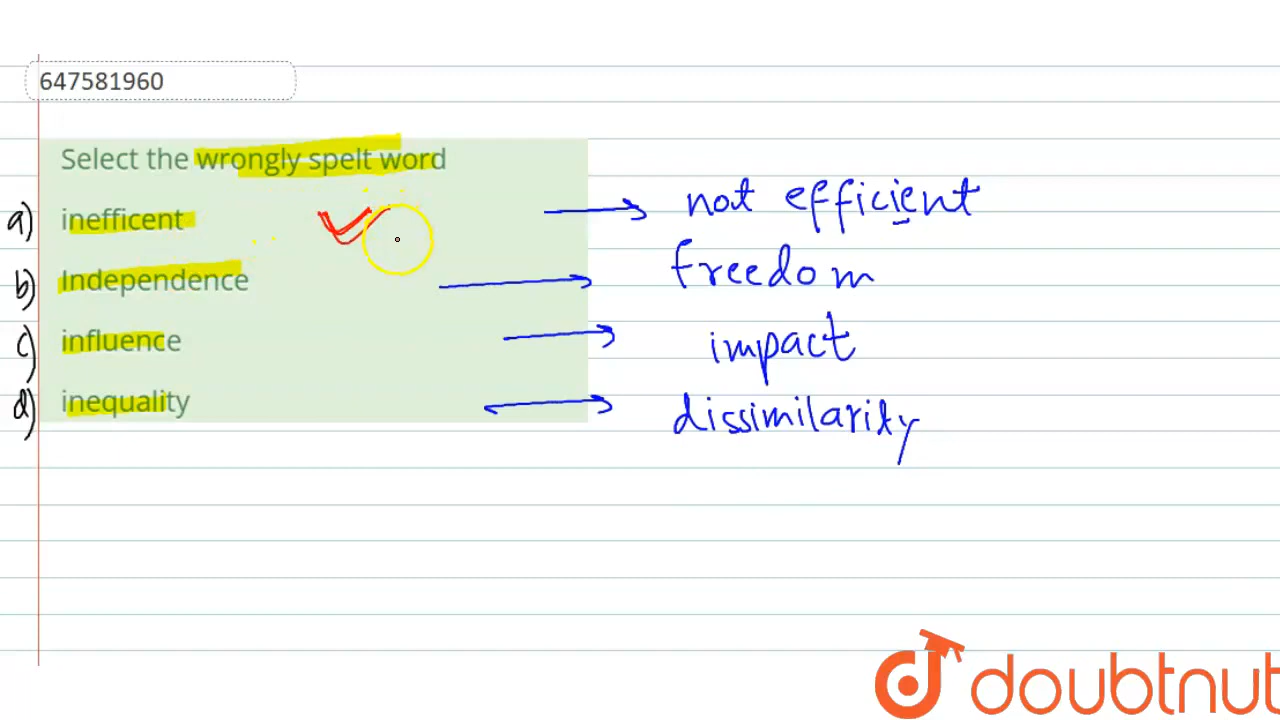 647581960
Select the wrongly spelt word
a) inefficent → not efficient
b) Independence → freedom
c) influence → impact
d) inequality → dissimilarity
doubtnut